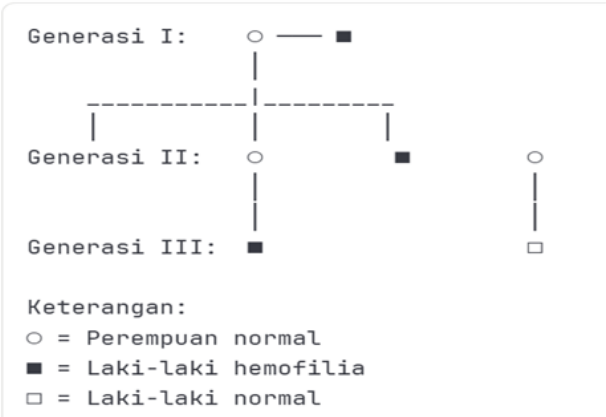 Generasi I: ○ —— ■
Generasi II: ○ ■ ○
Generasi III: ■ □
Keterangan:
○ = Perempuan normal
■ = Laki-laki hemofilia
□ = Laki-laki normal